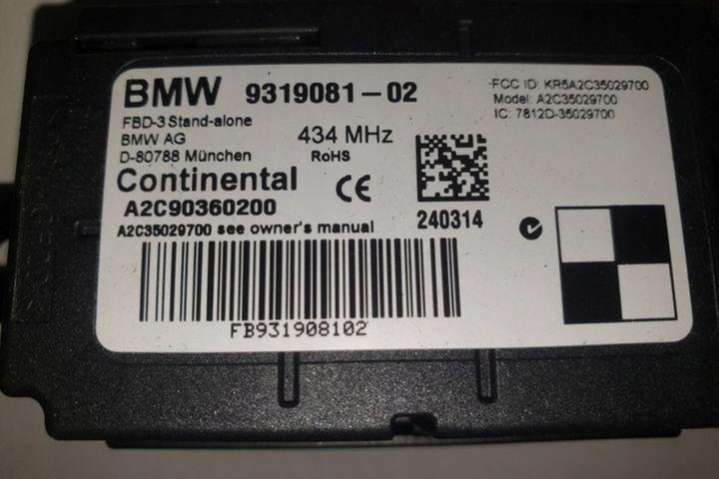 BMW 9319081-02
FBD-3 Stand-alone
BMW AG
D-80788 München
434 MHz
RoHS
FCC ID: KR5A2C35029700
Model: A2C35029700
IC: 7812D-35029700
Continental
CE
A2C90360200
240314
A2C35029700 see owner's manual
FB931908102